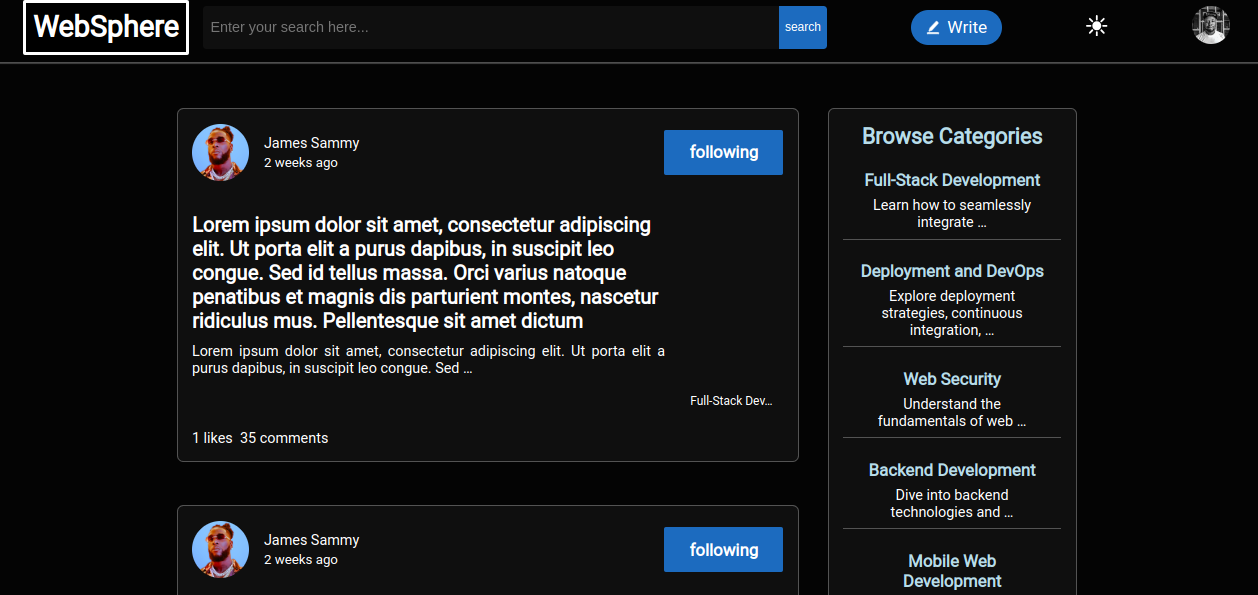 WebSphere
Enter your search here...
search
Write
James Sammy
2 weeks ago
following
Lorem ipsum dolor sit amet, consectetur adipiscing
elit. Ut porta elit a purus dapibus, in suscipit leo
congue. Sed id tellus massa. Orci varius natoque
penatibus et magnis dis parturient montes, nascetur
ridiculus mus. Pellentesque sit amet dictum
Lorem ipsum dolor sit amet, consectetur adipiscing elit. Ut porta elit a
purus dapibus, in suscipit leo congue. Sed ...
Full-Stack Dev...
1 likes 35 comments
James Sammy
2 weeks ago
following
Browse Categories
Full-Stack Development
Learn how to seamlessly
integrate ...
Deployment and DevOps
Explore deployment
strategies, continuous
integration, ...
Web Security
Understand the
fundamentals of web ...
Backend Development
Dive into backend
technologies and ...
Mobile Web
Development